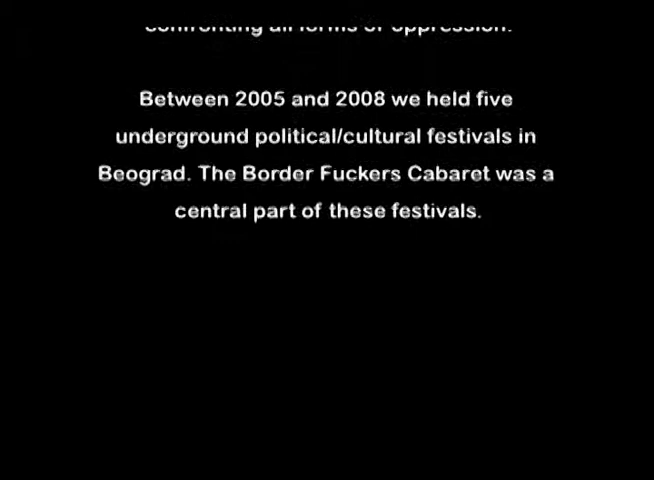 confronting all forms of oppression.
Between 2005 and 2008 we held five
underground political/cultural festivals in
Beograd. The Border Fuckers Cabaret was a
central part of these festivals.